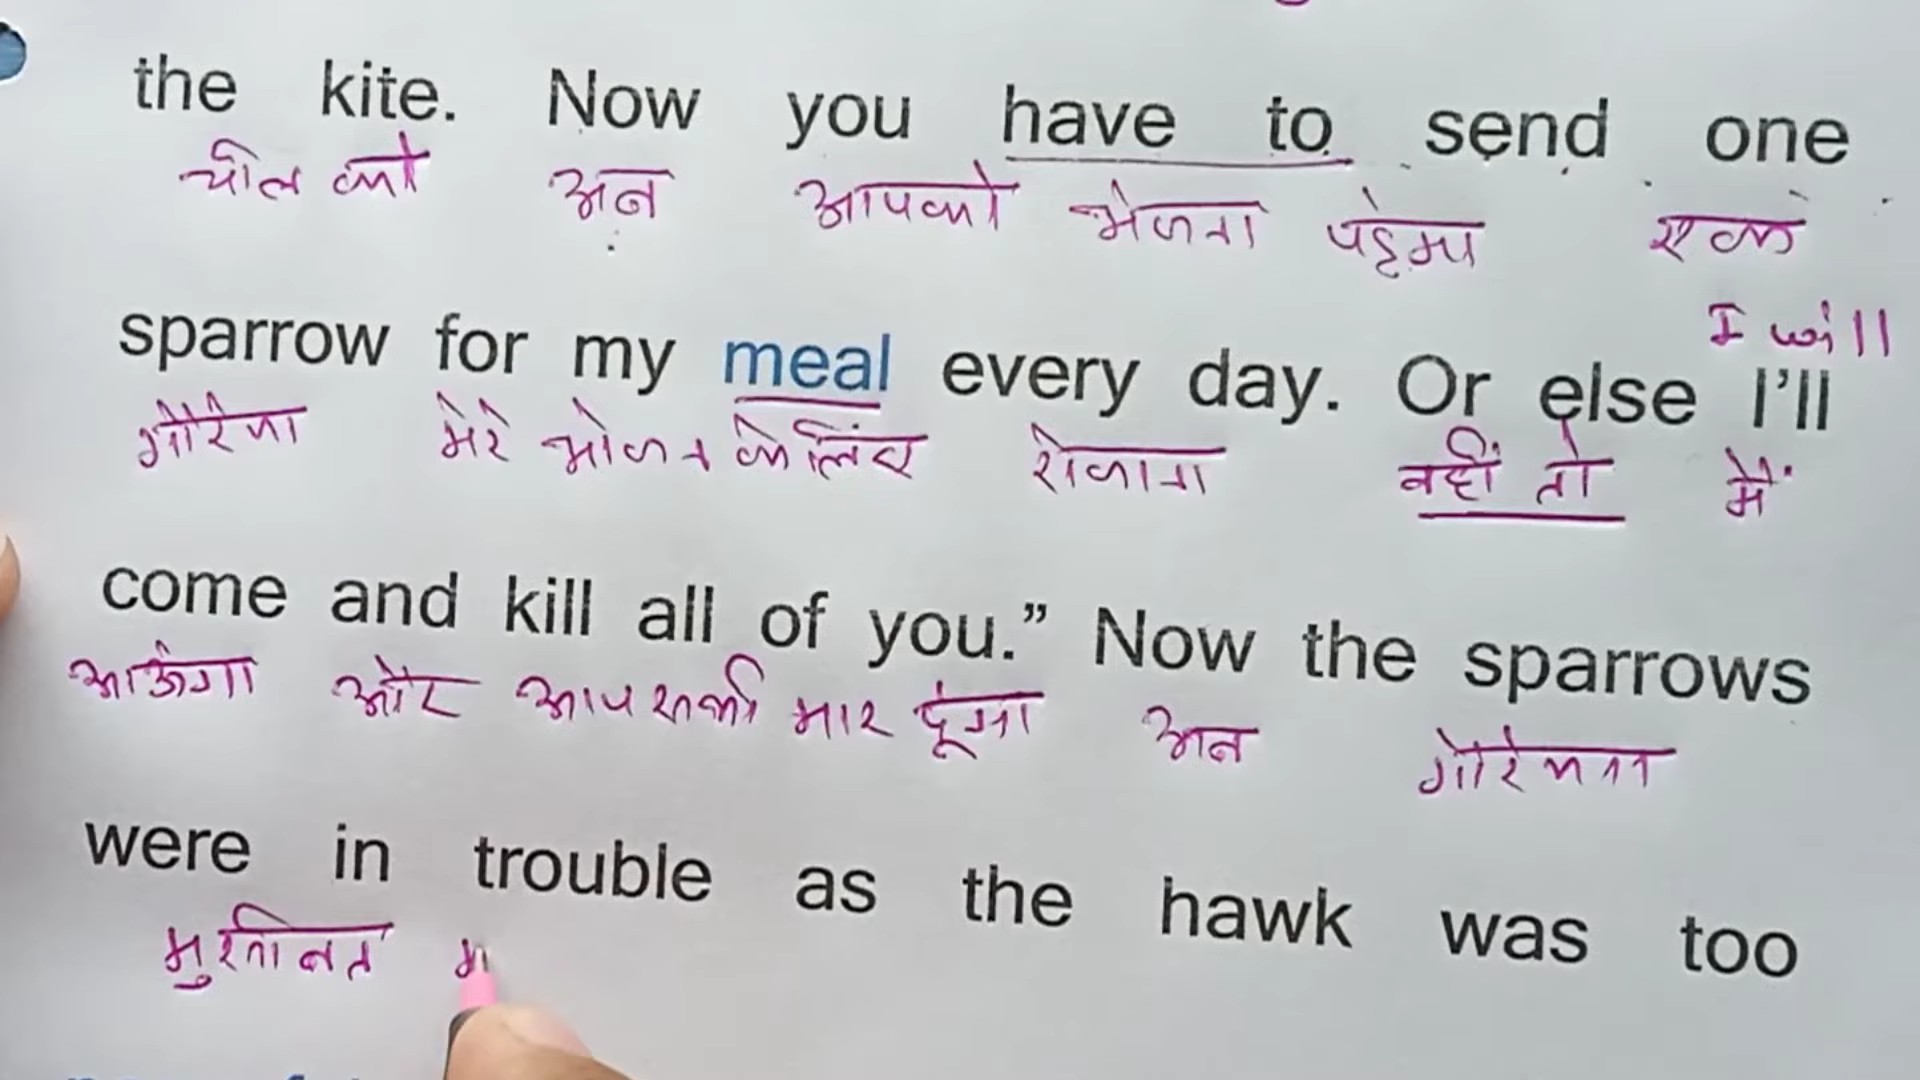 the kite. Now you have to send one
चील को अब आपको भेजना पड़ेगा एक
I will
sparrow for my meal every day. Or else I'll
गौरैया मेरे भोजन के लिए रोजाना नहीं तो मैं
come and kill all of you.” Now the sparrows
आऊंगा और आप सबको मार दूंगा अब गौरैया
were in trouble as the hawk was too
मुसीबत